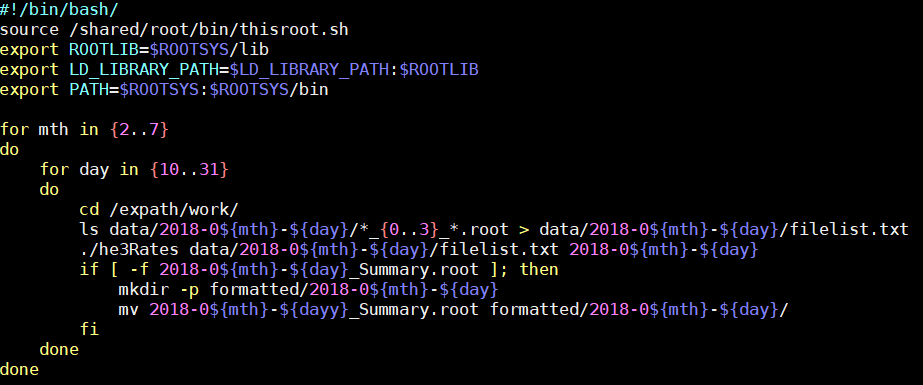 #!/bin/bash/
source /shared/root/bin/thisroot.sh
export ROOTLIB=$ROOTSYS/lib
export LD_LIBRARY_PATH=$LD_LIBRARY_PATH:$ROOTLIB
export PATH=$ROOTSYS:$ROOTSYS/bin

for mth in {2..7}
do
    for day in {10..31}
    do
        cd /expath/work/
        ls data/2018-0${mth}-${day}/*_{0..3}_*.root > data/2018-0${mth}-${day}/filelist.txt
        ./he3Rates data/2018-0${mth}-${day}/filelist.txt 2018-0${mth}-${day}
        if [ -f 2018-0${mth}-${day}_Summary.root ]; then
            mkdir -p formatted/2018-0${mth}-${day}
            mv 2018-0${mth}-${dayy}_Summary.root formatted/2018-0${mth}-${day}/
        fi
    done
done